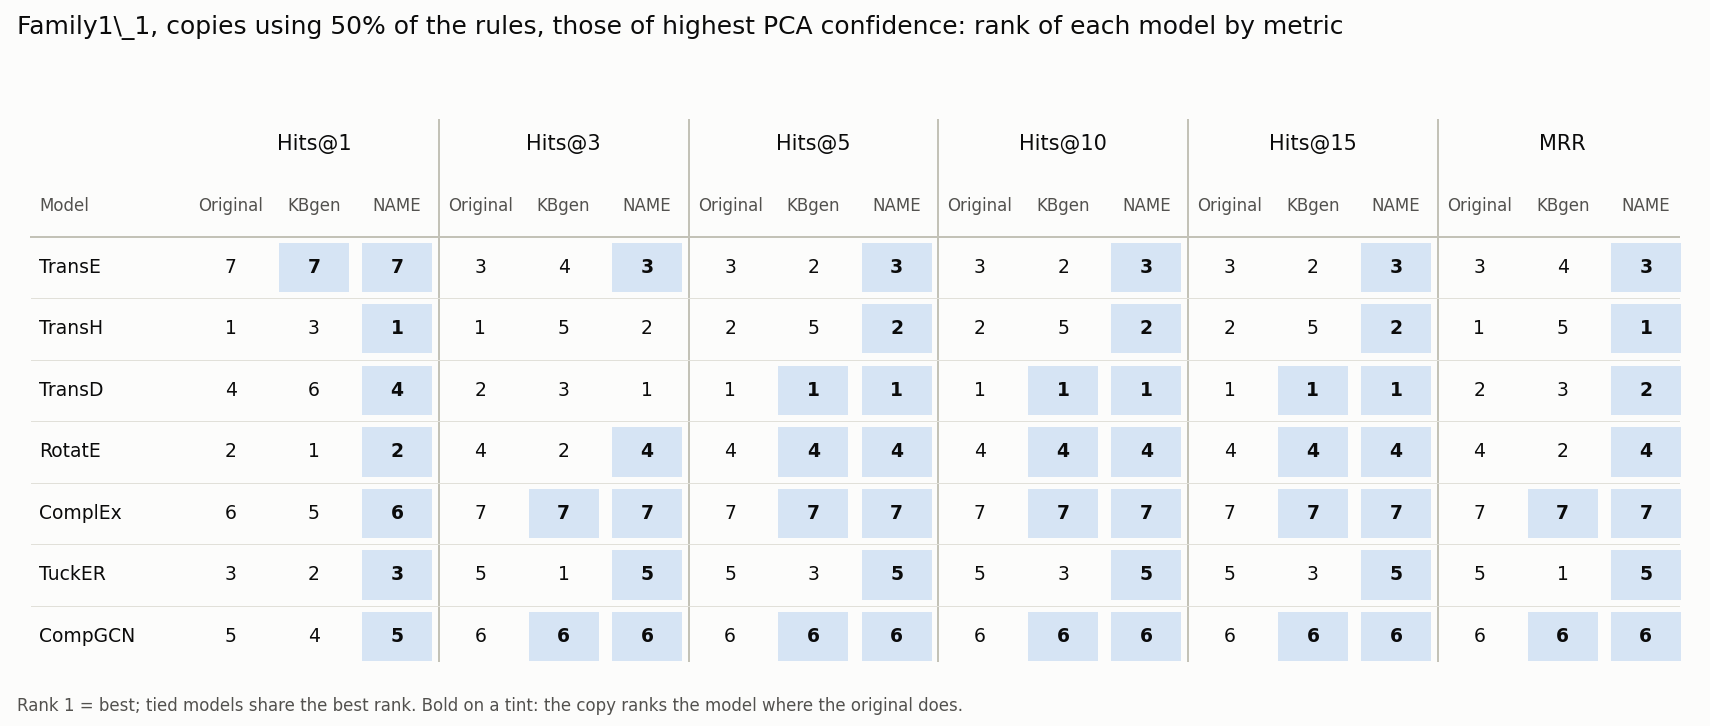 Family1\_1, copies using 50% of the rules, those of highest PCA confidence: rank of each model by metric
Hits@1 Hits@3 Hits@5 Hits@10 Hits@15 MRR
Model Original KBgen NAME Original KBgen NAME Original KBgen NAME Original KBgen NAME Original KBgen NAME Original KBgen NAME
TransE 7 7 7 3 4 3 3 2 3 3 2 3 3 2 3 3 4 3
TransH 1 3 1 1 5 2 2 5 2 2 5 2 2 5 2 1 5 1
TransD 4 6 4 2 3 1 1 1 1 1 1 1 1 1 1 2 3 2
RotatE 2 1 2 4 2 4 4 4 4 4 4 4 4 4 4 4 2 4
ComplEx 6 5 6 7 7 7 7 7 7 7 7 7 7 7 7 7 7 7
TuckER 3 2 3 5 1 5 5 3 5 5 3 5 5 3 5 5 1 5
CompGCN 5 4 5 6 6 6 6 6 6 6 6 6 6 6 6 6 6 6
Rank 1 = best; tied models share the best rank. Bold on a tint: the copy ranks the model where the original does.